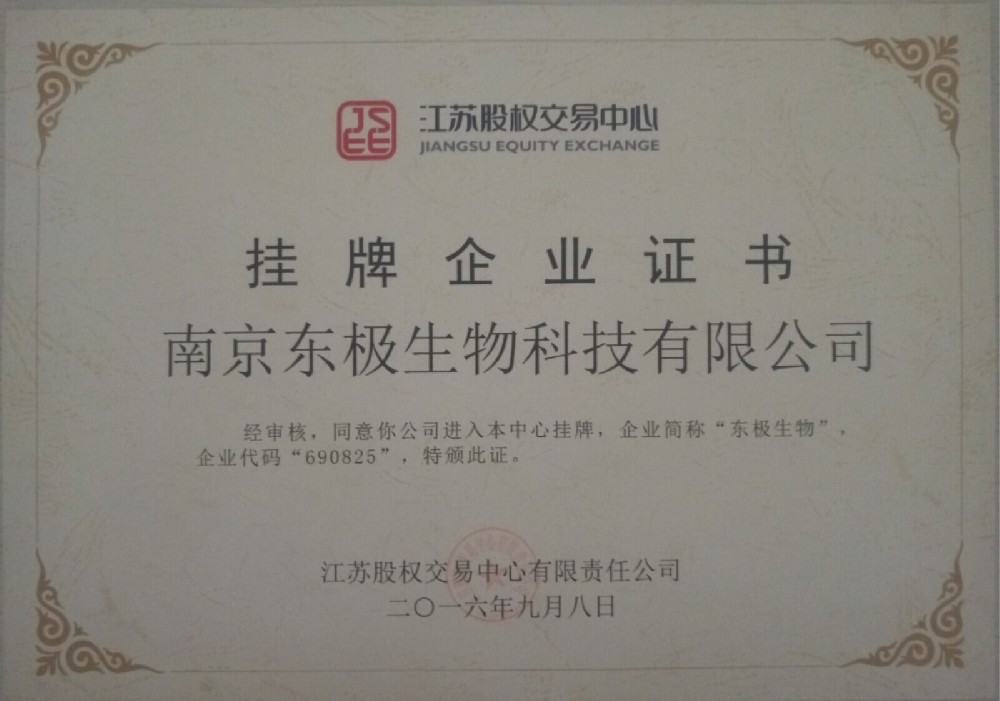 JSEE
江苏股权交易中心
JIANGSU EQUITY EXCHANGE
挂牌企业证书
南京东极生物科技有限公司
经审核，同意你公司进入本中心挂牌，企业简称“东极生物”，
企业代码“690825”，特颁此证。
江苏股权交易中心有限责任公司
二〇一六年九月八日